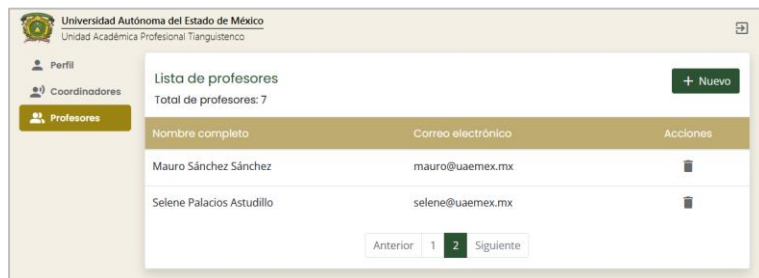 Universidad Autónoma del Estado de México
Unidad Académica Profesional Tianguistenco
Perfil
Coordinadores
Profesores
Lista de profesores
Total de profesores: 7
+ Nuevo
Nombre completo Correo electrónico Acciones
Mauro Sánchez Sánchez mauro@uaemex.mx
Selene Palacios Astudillo selene@uaemex.mx
Anterior 1 2 Siguiente